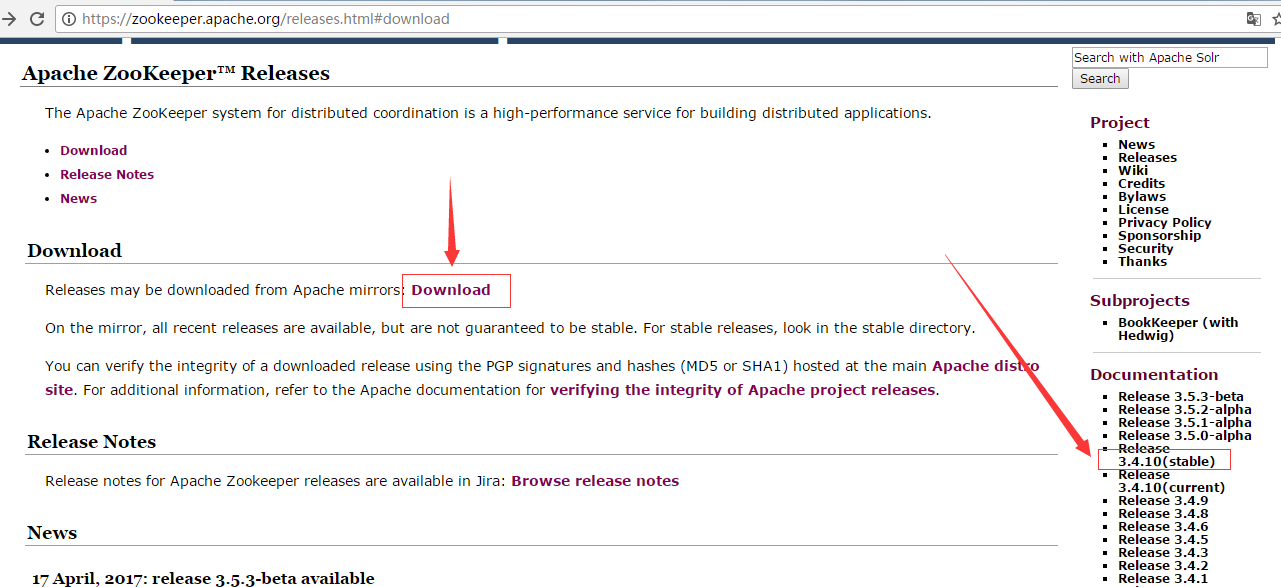 https://zookeeper.apache.org/releases.html#download
Apache ZooKeeper™ Releases
The Apache ZooKeeper system for distributed coordination is a high-performance service for building distributed applications.
Download
Release Notes
News
Download
Releases may be downloaded from Apache mirrors: Download
On the mirror, all recent releases are available, but are not guaranteed to be stable. For stable releases, look in the stable directory.
You can verify the integrity of a downloaded release using the PGP signatures and hashes (MD5 or SHA1) hosted at the main Apache distro
site. For additional information, refer to the Apache documentation for verifying the integrity of Apache project releases.
Release Notes
Release notes for Apache Zookeeper releases are available in Jira: Browse release notes
News
17 April, 2017: release 3.5.3-beta available
Search with Apache Solr
Search
Project
News
Releases
Wiki
Credits
Bylaws
License
Privacy Policy
Sponsorship
Security
Thanks
Subprojects
BookKeeper (with
Hedwig)
Documentation
Release 3.5.3-beta
Release 3.5.2-alpha
Release 3.5.1-alpha
Release 3.5.0-alpha
Release
3.4.10(stable)
Release
3.4.10(current)
Release 3.4.9
Release 3.4.8
Release 3.4.6
Release 3.4.5
Release 3.4.3
Release 3.4.2
Release 3.4.1